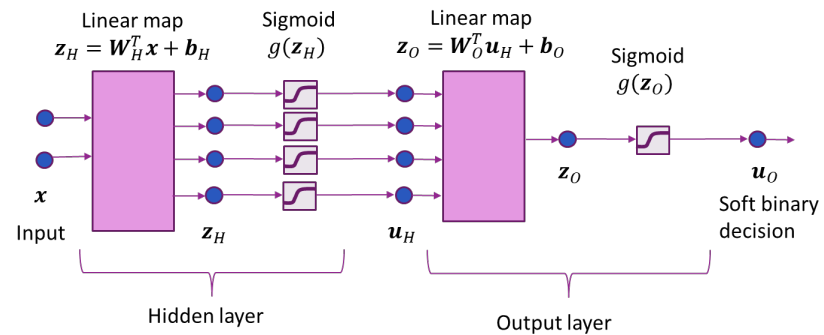 Linear map
z_H = W_H^T x + b_H
Sigmoid
g(z_H)
Linear map
z_O = W_O^T u_H + b_O
Sigmoid
g(z_O)
x
Input
z_H
u_H
z_O
u_O
Soft binary
decision
Hidden layer
Output layer